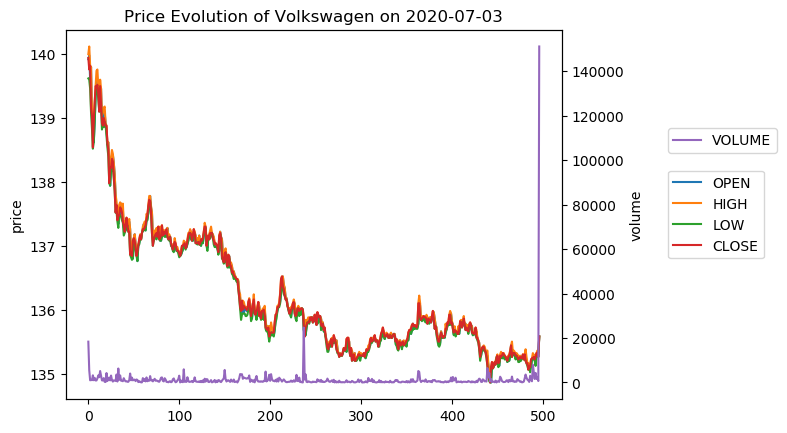 Price Evolution of Volkswagen on 2020-07-03
140
139
138
137
136
135
price
0
100
200
300
400
500
140000
120000
100000
80000
60000
40000
20000
0
volume
VOLUME
OPEN
HIGH
LOW
CLOSE